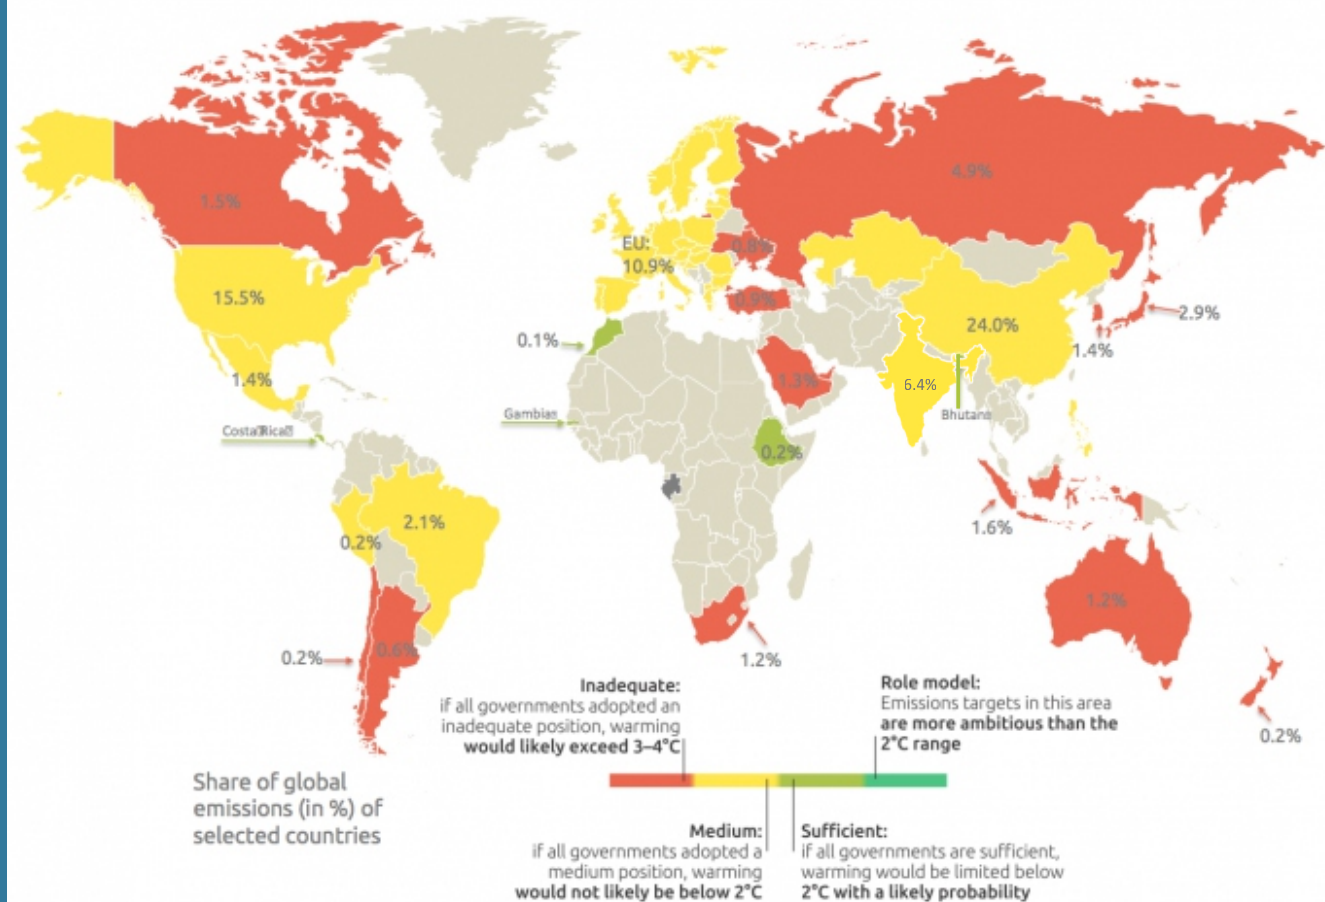 1.5%
4.9%
EU:
10.9%
0.8%
15.5%
0.9%
24.0%
2.9%
0.1%
1.4%
1.4%
1.3%
6.4%
Gambia
Bhutan
Costa Rica
0.2%
2.1%
0.2%
1.6%
1.2%
0.6%
0.2%
1.2%
0.2%
Inadequate:
if all governments adopted an
inadequate position, warming
would likely exceed 3–4°C
Role model:
Emissions targets in this area
are more ambitious than the
2°C range
Share of global
emissions (in %) of
selected countries
Medium:
if all governments adopted a
medium position, warming
would not likely be below 2°C
Sufficient:
if all governments are sufficient,
warming would be limited below
2°C with a likely probability